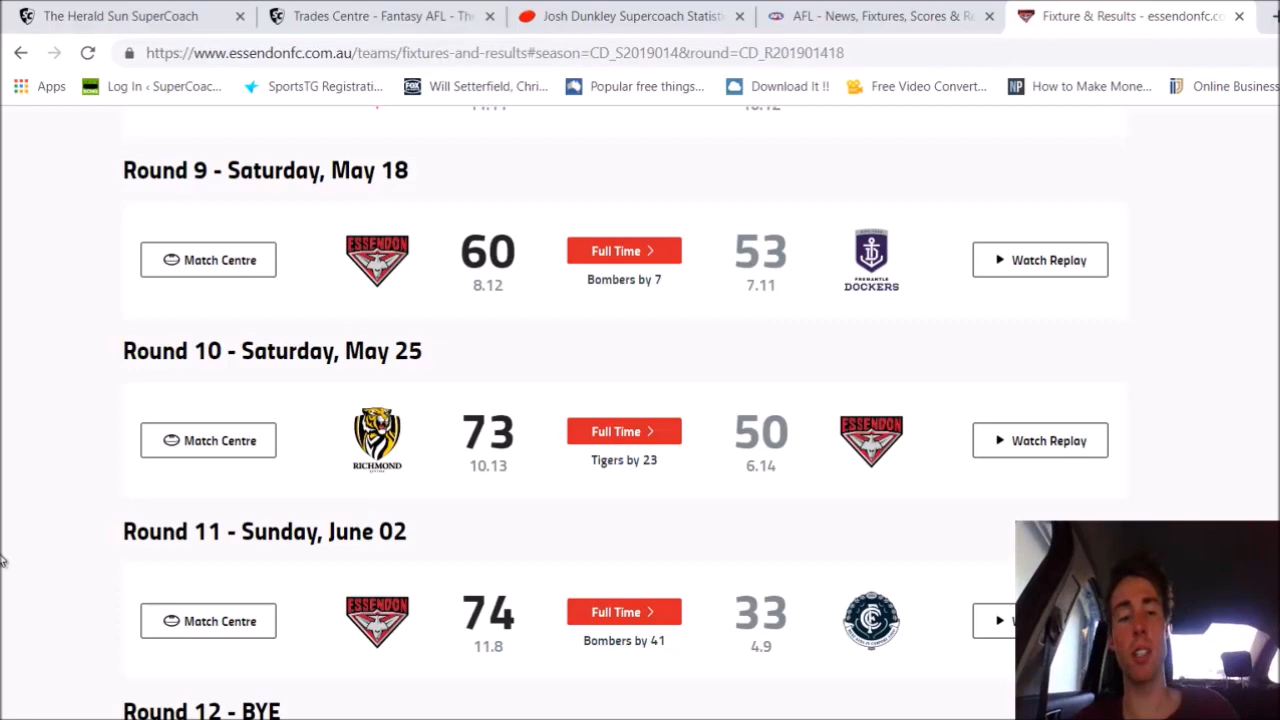 The Herald Sun SuperCoach
Trades Centre - Fantasy AFL - Th
Josh Dunkley Supercoach Statist
AFL - News, Fixtures, Scores & Re
Fixture & Results - essendonfc.co
https://www.essendonfc.com.au/teams/fixtures-and-results#season=CD_S2019014&round=CD_R201901418
Apps
Log In ‹ SuperCoac...
SportsTG Registrati...
Will Setterfield, Chri...
Popular free things...
Download It !!
Free Video Convert...
How to Make Mone...
Online Business
Round 9 - Saturday, May 18
Match Centre
ESSENDON
60
8.12
Full Time
Bombers by 7
53
7.11
FREMANTLE
DOCKERS
Watch Replay
Round 10 - Saturday, May 25
Match Centre
RICHMOND
73
10.13
Full Time
Tigers by 23
50
6.14
ESSENDON
Watch Replay
Round 11 - Sunday, June 02
Match Centre
ESSENDON
74
11.8
Full Time
Bombers by 41
33
4.9
Round 12 - BYE